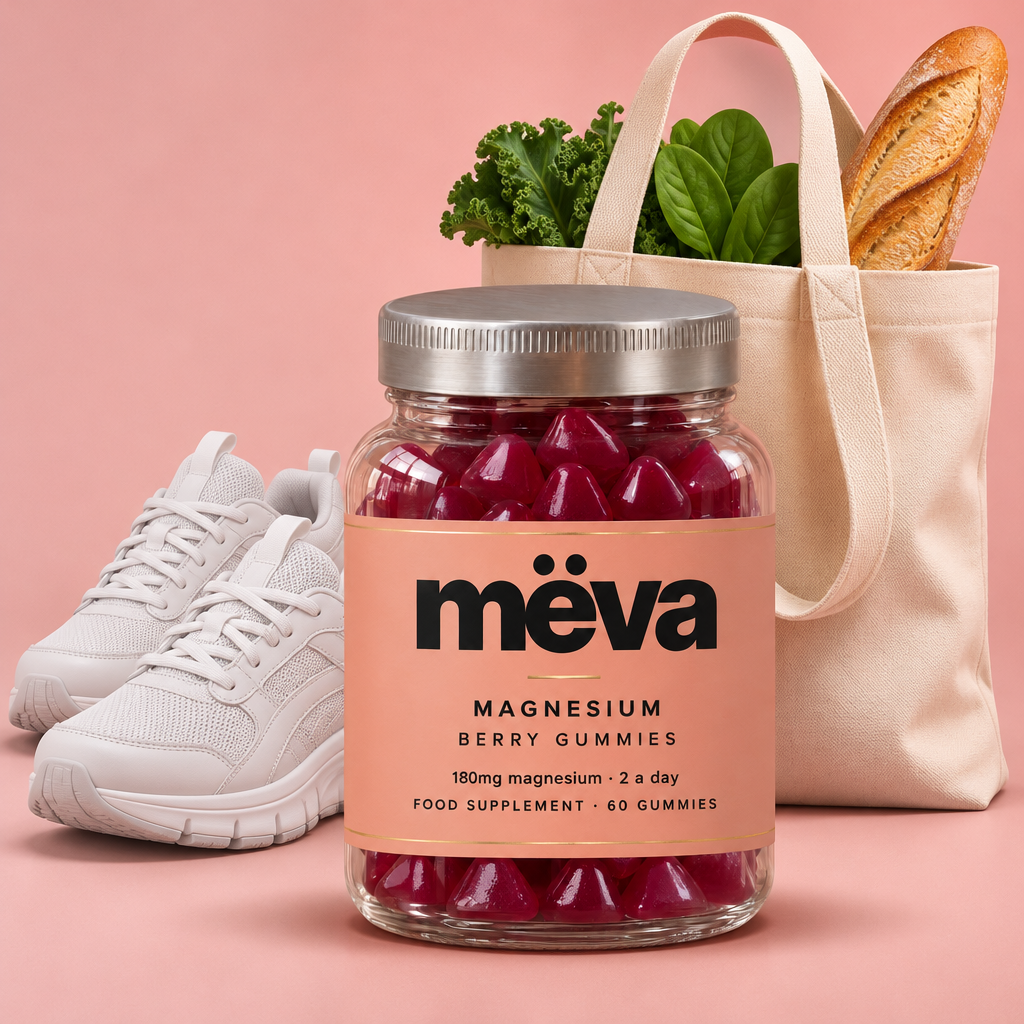 mëva
MAGNESIUM
BERRY GUMMIES
180mg magnesium · 2 a day
FOOD SUPPLEMENT · 60 GUMMIES